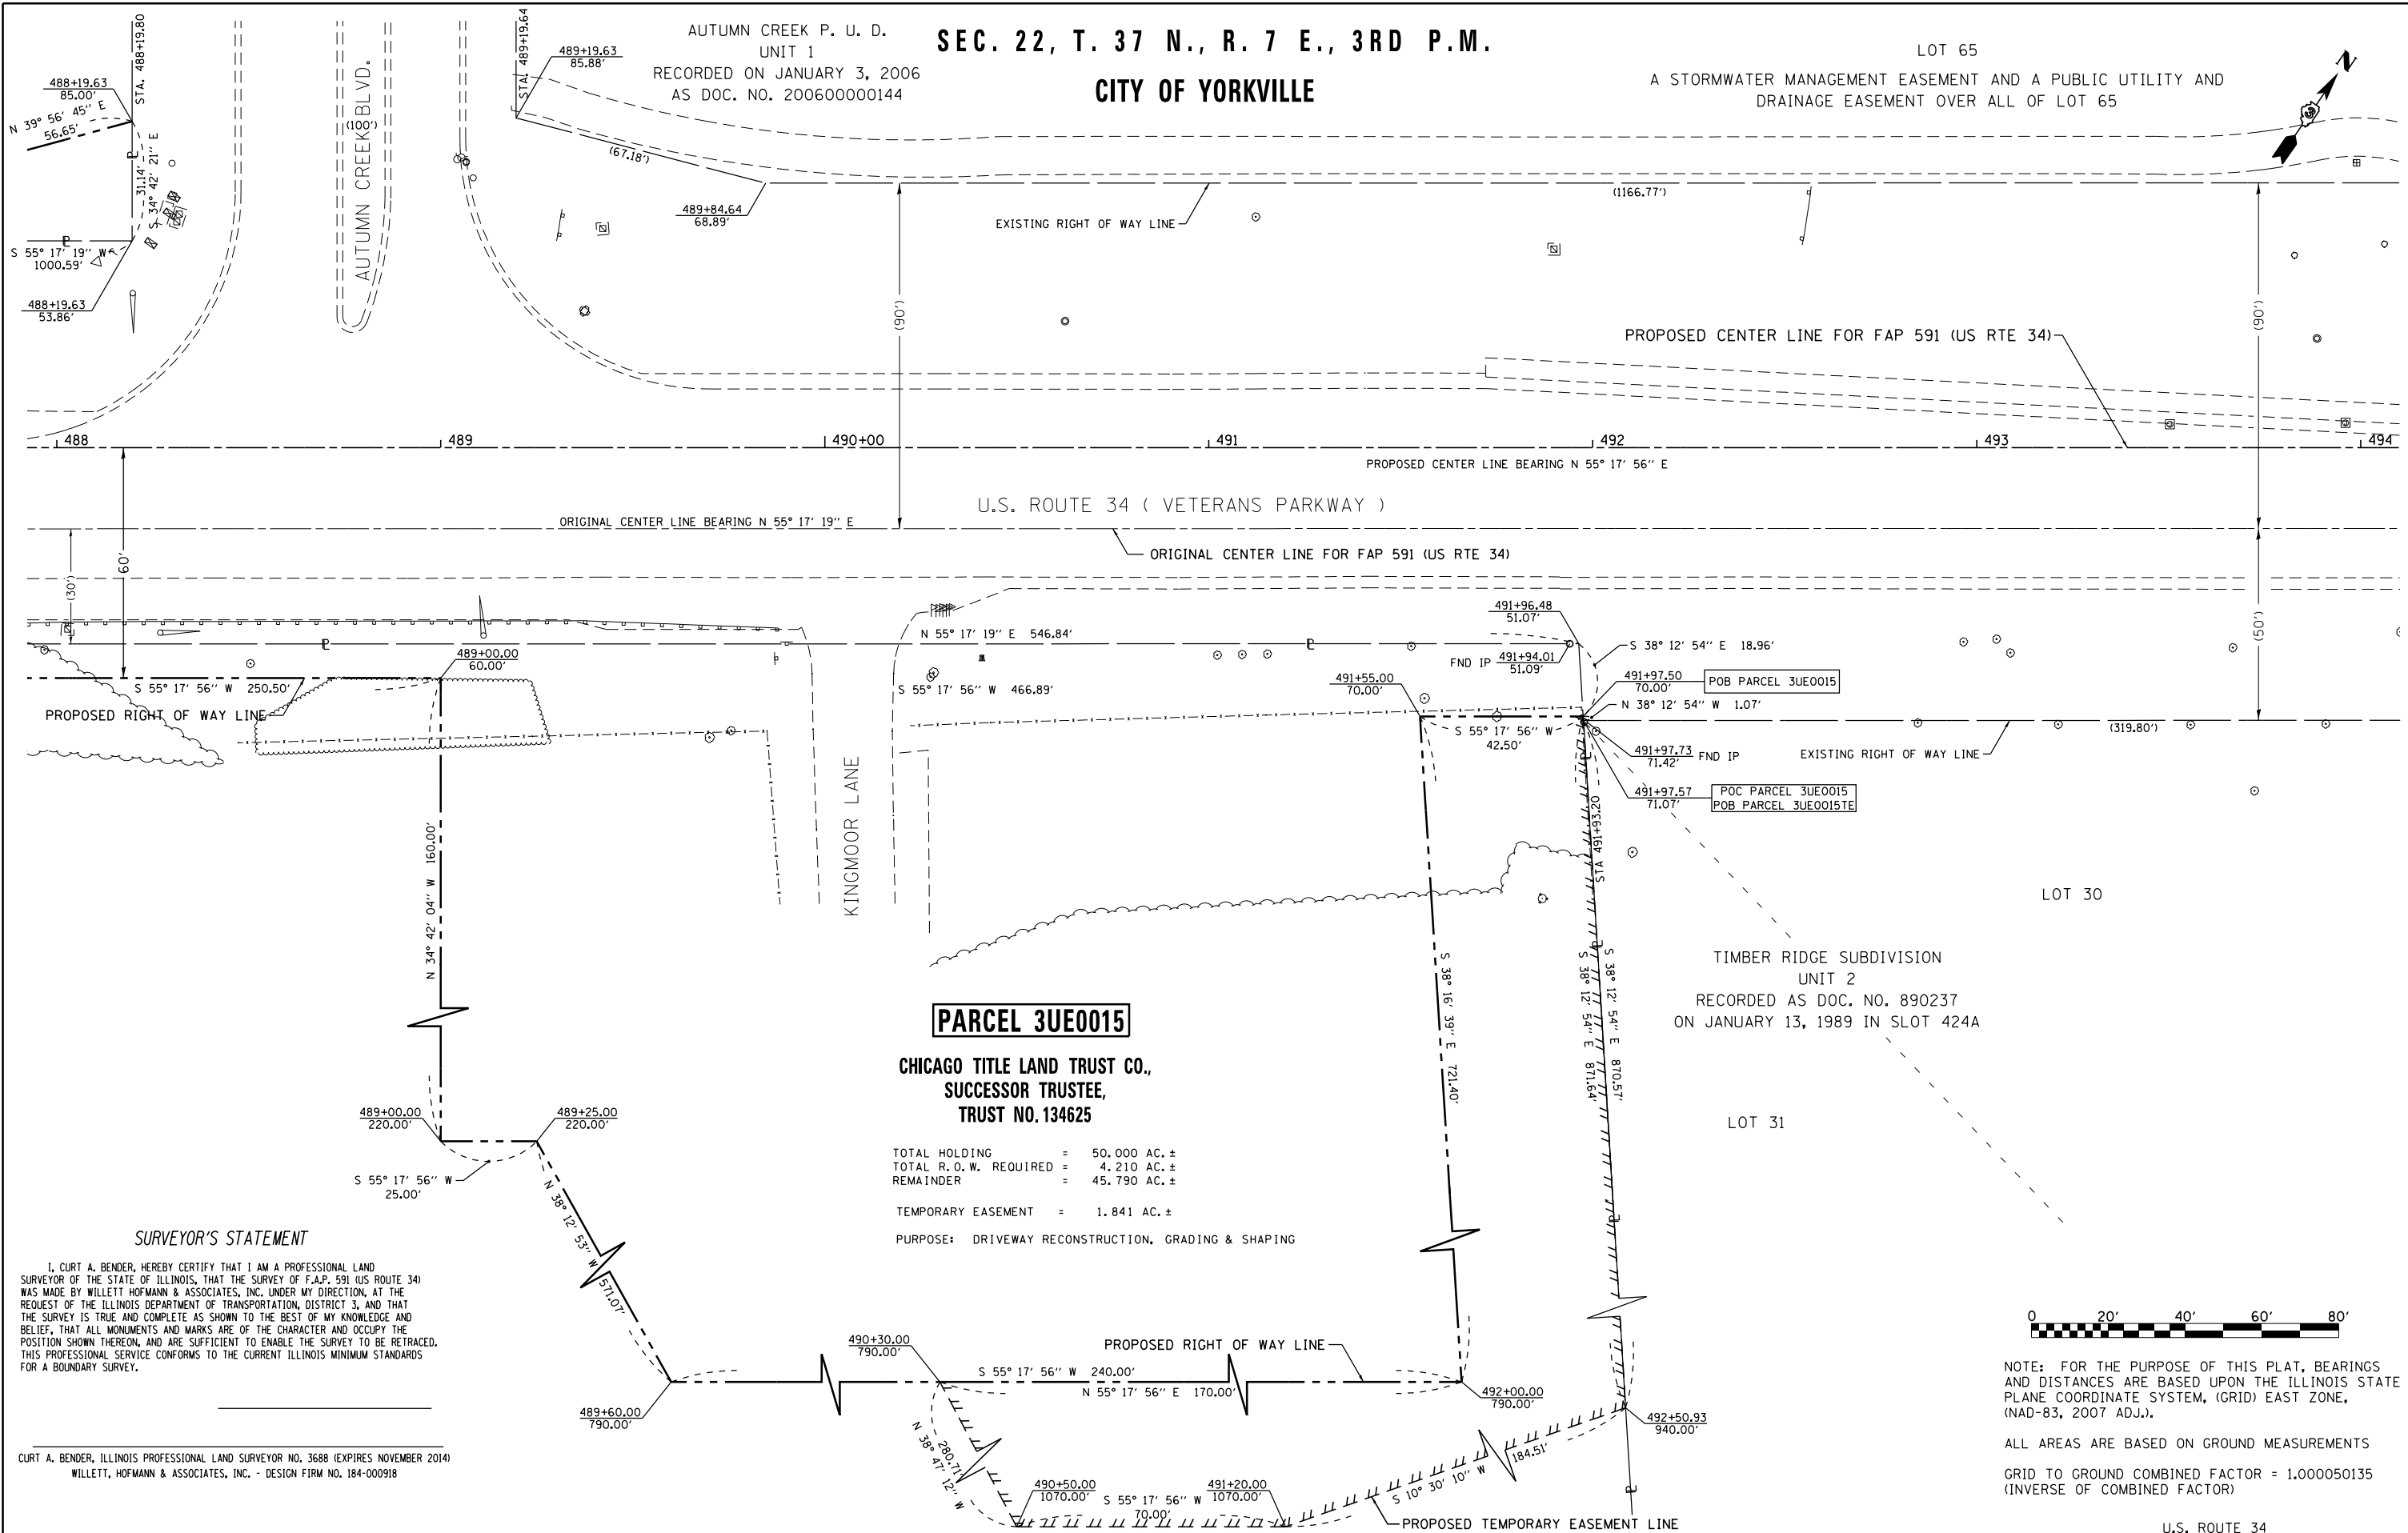 SEC. 22, T. 37 N., R. 7 E., 3RD P.M.
CITY OF YORKVILLE
AUTUMN CREEK P. U. D.
UNIT 1
RECORDED ON JANUARY 3, 2006
AS DOC. NO. 200600000144
LOT 65
A STORMWATER MANAGEMENT EASEMENT AND A PUBLIC UTILITY AND
DRAINAGE EASEMENT OVER ALL OF LOT 65
N
STA. 488+19.80
488+19.63
85.00'
N 39° 56' 45" E
56.65'
31.14'
S 34° 42' 21" E
S 55° 17' 19" W
1000.59'
488+19.63
53.86'
AUTUMN CREEK BLVD.
(100')
STA. 489+19.64
489+19.63
85.88'
(67.18')
489+84.64
68.89'
EXISTING RIGHT OF WAY LINE
(1166.77')
(90')
(90')
PROPOSED CENTER LINE FOR FAP 591 (US RTE 34)
488
489
490+00
491
492
493
494
PROPOSED CENTER LINE BEARING N 55° 17' 56" E
U.S. ROUTE 34 ( VETERANS PARKWAY )
ORIGINAL CENTER LINE BEARING N 55° 17' 19" E
ORIGINAL CENTER LINE FOR FAP 591 (US RTE 34)
60'
(30')
(50')
N 55° 17' 19" E 546.84'
491+96.48
51.07'
S 38° 12' 54" E 18.96'
FND IP 491+94.01
51.09'
489+00.00
60.00'
S 55° 17' 56" W 250.50'
S 55° 17' 56" W 466.89'
491+55.00
70.00'
491+97.50
70.00'
POB PARCEL 3UE0015
N 38° 12' 54" W 1.07'
PROPOSED RIGHT OF WAY LINE
S 55° 17' 56" W
42.50'
(319.80')
491+97.73
71.42'
FND IP
EXISTING RIGHT OF WAY LINE
491+97.57
71.07'
POC PARCEL 3UE0015
POB PARCEL 3UE0015TE
STA 491+93.20
KINGMOOR LANE
N 34° 42' 04" W 160.00'
LOT 30
S 38° 16' 39" E 721.40'
S 38° 12' 54" E 871.64'
S 38° 12' 54" E 870.57'
TIMBER RIDGE SUBDIVISION
UNIT 2
RECORDED AS DOC. NO. 890237
ON JANUARY 13, 1989 IN SLOT 424A
LOT 31
PARCEL 3UE0015
CHICAGO TITLE LAND TRUST CO.,
SUCCESSOR TRUSTEE,
TRUST NO. 134625
TOTAL HOLDING = 50.000 AC.±
TOTAL R.O.W. REQUIRED = 4.210 AC.±
REMAINDER = 45.790 AC.±
TEMPORARY EASEMENT = 1.841 AC.±
PURPOSE: DRIVEWAY RECONSTRUCTION, GRADING & SHAPING
489+00.00
220.00'
489+25.00
220.00'
S 55° 17' 56" W
25.00'
N 38° 12' 53" W 571.07'
SURVEYOR'S STATEMENT
I, CURT A. BENDER, HEREBY CERTIFY THAT I AM A PROFESSIONAL LAND
SURVEYOR OF THE STATE OF ILLINOIS, THAT THE SURVEY OF F.A.P. 591 (US ROUTE 34)
WAS MADE BY WILLETT HOFMANN & ASSOCIATES, INC. UNDER MY DIRECTION, AT THE
REQUEST OF THE ILLINOIS DEPARTMENT OF TRANSPORTATION, DISTRICT 3, AND THAT
THE SURVEY IS TRUE AND COMPLETE AS SHOWN TO THE BEST OF MY KNOWLEDGE AND
BELIEF, THAT ALL MONUMENTS AND MARKS ARE OF THE CHARACTER AND OCCUPY THE
POSITION SHOWN THEREON, AND ARE SUFFICIENT TO ENABLE THE SURVEY TO BE RETRACED.
THIS PROFESSIONAL SERVICE CONFORMS TO THE CURRENT ILLINOIS MINIMUM STANDARDS
FOR A BOUNDARY SURVEY.
CURT A. BENDER, ILLINOIS PROFESSIONAL LAND SURVEYOR NO. 3688 (EXPIRES NOVEMBER 2014)
WILLETT, HOFMANN & ASSOCIATES, INC. - DESIGN FIRM NO. 184-000918
489+60.00
790.00'
490+30.00
790.00'
PROPOSED RIGHT OF WAY LINE
S 55° 17' 56" W 240.00'
N 55° 17' 56" E 170.00'
492+00.00
790.00'
492+50.93
940.00'
N 38° 47' 12" W
280.71'
490+50.00
1070.00'
S 55° 17' 56" W
70.00'
491+20.00
1070.00'
S 10° 30' 10" W
184.51'
PROPOSED TEMPORARY EASEMENT LINE
0 20' 40' 60' 80'
NOTE: FOR THE PURPOSE OF THIS PLAT, BEARINGS
AND DISTANCES ARE BASED UPON THE ILLINOIS STATE
PLANE COORDINATE SYSTEM, (GRID) EAST ZONE,
(NAD-83, 2007 ADJ.).
ALL AREAS ARE BASED ON GROUND MEASUREMENTS
GRID TO GROUND COMBINED FACTOR = 1.000050135
(INVERSE OF COMBINED FACTOR)
U.S. ROUTE 34